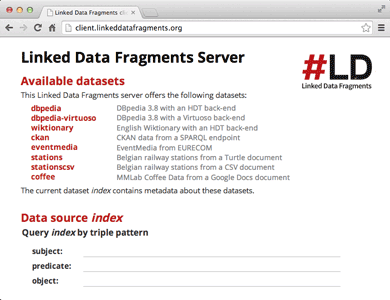 Linked Data Fragments
client.linkeddatafragments.org
Linked Data Fragments Server
#LD
Linked Data Fragments
Available datasets
This Linked Data Fragments server offers the following datasets:
dbpedia DBpedia 3.8 with an HDT back-end
dbpedia-virtuoso DBpedia 3.8 with a Virtuoso back-end
wiktionary English Wiktionary with an HDT back-end
ckan CKAN data from a SPARQL endpoint
eventmedia EventMedia from EURECOM
stations Belgian railway stations from a Turtle document
stationscsv Belgian railway stations from a CSV document
coffee MMLab Coffee Data from a Google Docs document
The current dataset index contains metadata about these datasets.
Data source index
Query index by triple pattern
subject:
predicate:
object: